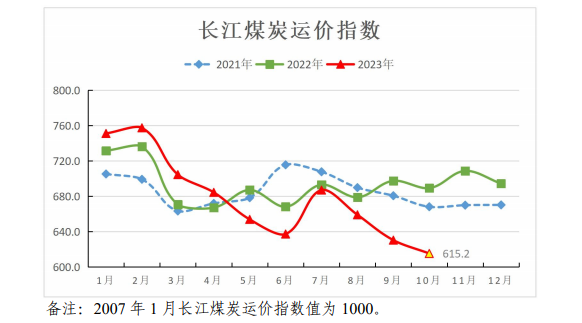 长江煤炭运价指数
2021年 2022年 2023年
800.0
760.0
720.0
680.0
640.0
600.0
615.2
1月 2月 3月 4月 5月 6月 7月 8月 9月 10月 11月 12月
备注：2007 年 1 月长江煤炭运价指数值为 1000。